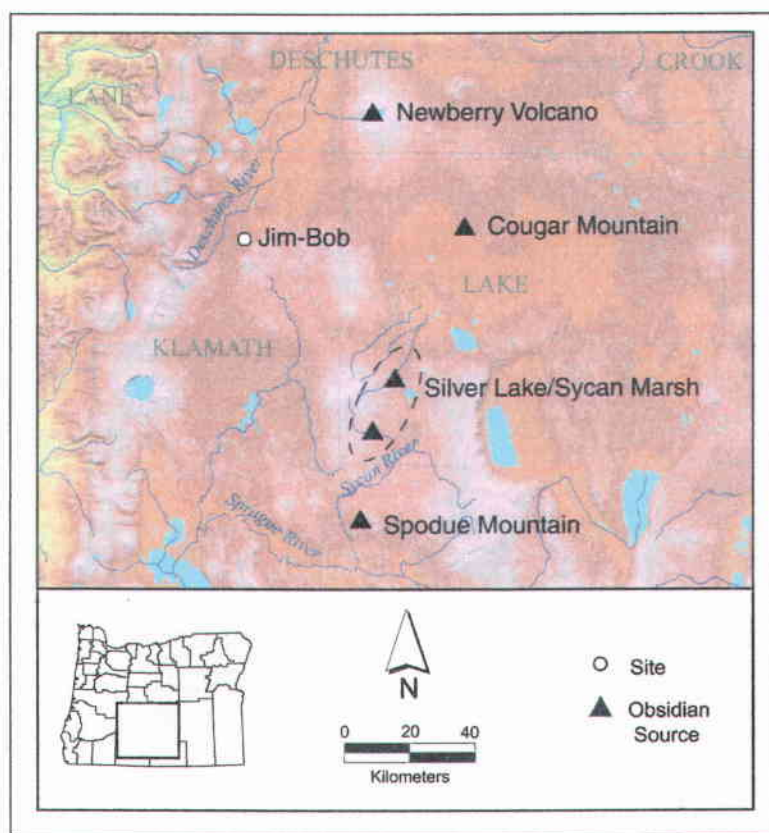 DESCHUTES
CROOK
LANE
Newberry Volcano
Deschutes River
Cougar Mountain
Jim-Bob
LAKE
KLAMATH
Silver Lake/Sycan Marsh
Sycan River
Sprague River
Spodue Mountain
N
Site
Obsidian
Source
0 20 40
Kilometers